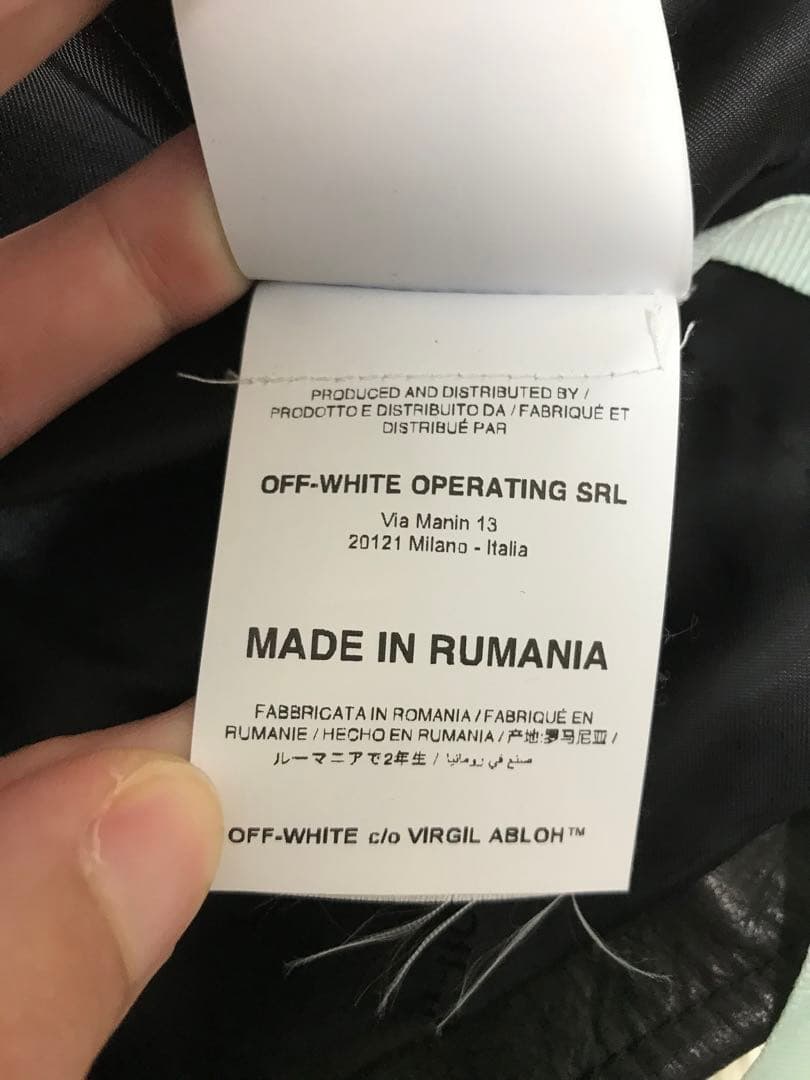 PRODUCED AND DISTRIBUTED BY /
PRODOTTO E DISTRIBUITO DA / FABRIQUÉ ET
DISTRIBUÉ PAR
OFF-WHITE OPERATING SRL
Via Manin 13
20121 Milano - Italia
MADE IN RUMANIA
FABBRICATA IN ROMANIA / FABRIQUÉ EN
RUMANIE / HECHO EN RUMANIA / 产地:罗马尼亚 /
ルーマニアで2年生 / صنع في رومانيا
OFF-WHITE c/o VIRGIL ABLOH™